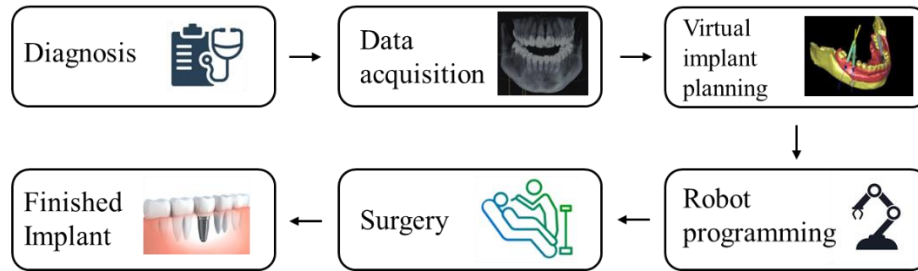 Diagnosis
Data
acquisition
Virtual
implant
planning
Finished
Implant
Surgery
Robot
programming